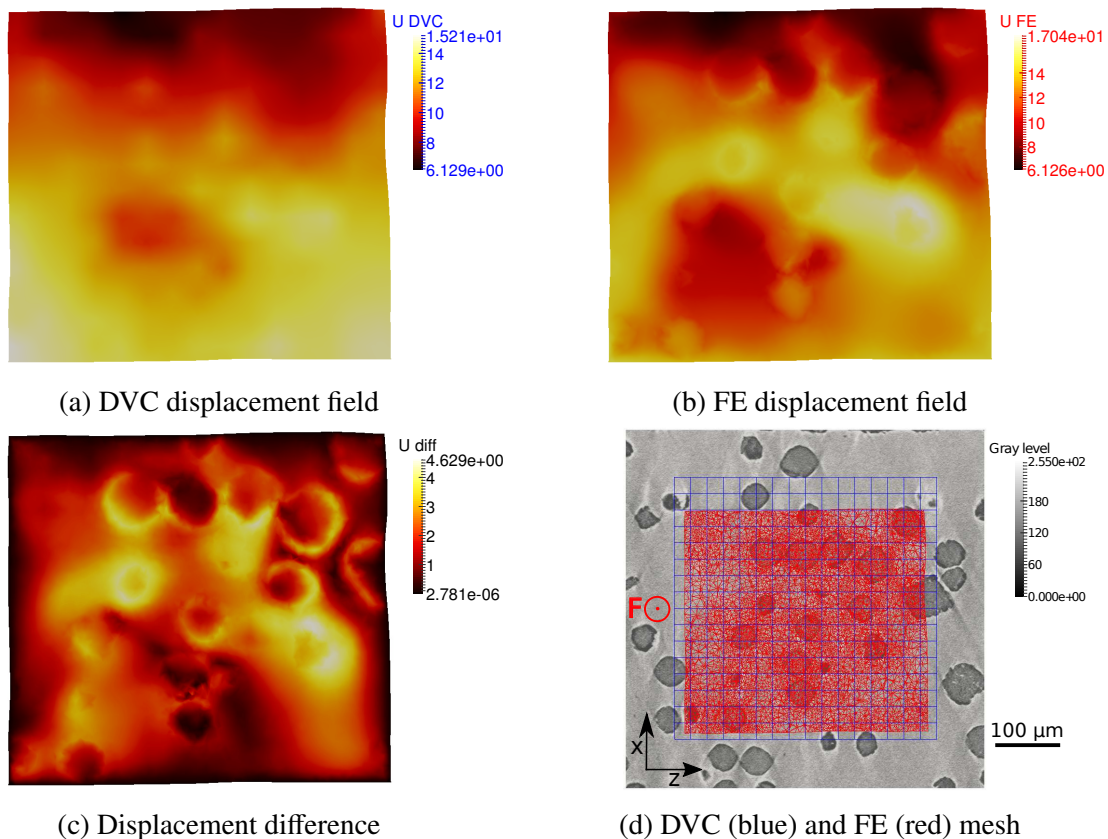 U DVC
1.521e+01
14
12
10
8
6.129e+00
(a) DVC displacement field
U FE
1.704e+01
14
12
10
8
6.126e+00
(b) FE displacement field
U diff
4.629e+00
3
2
1
2.781e-06
(c) Displacement difference
Gray level
2.550e+02
180
120
60
0.000e+00
F
x
z
100 µm
(d) DVC (blue) and FE (red) mesh